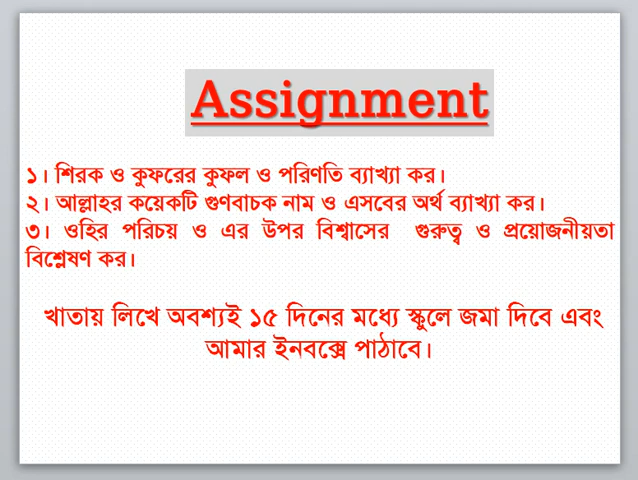 Assignment
১। শিরক ও কুফরের কুফল ও পরিণতি ব্যাখ্যা কর।
২। আল্লাহর কয়েকটি গুণবাচক নাম ও এসবের অর্থ ব্যাখ্যা কর।
৩। ওহির পরিচয় ও এর উপর বিশ্বাসের গুরুত্ব ও প্রয়োজনীয়তা
বিশ্লেষণ কর।
খাতায় লিখে অবশ্যই ১৫ দিনের মধ্যে স্কুলে জমা দিবে এবং
আমার ইনবক্সে পাঠাবে।